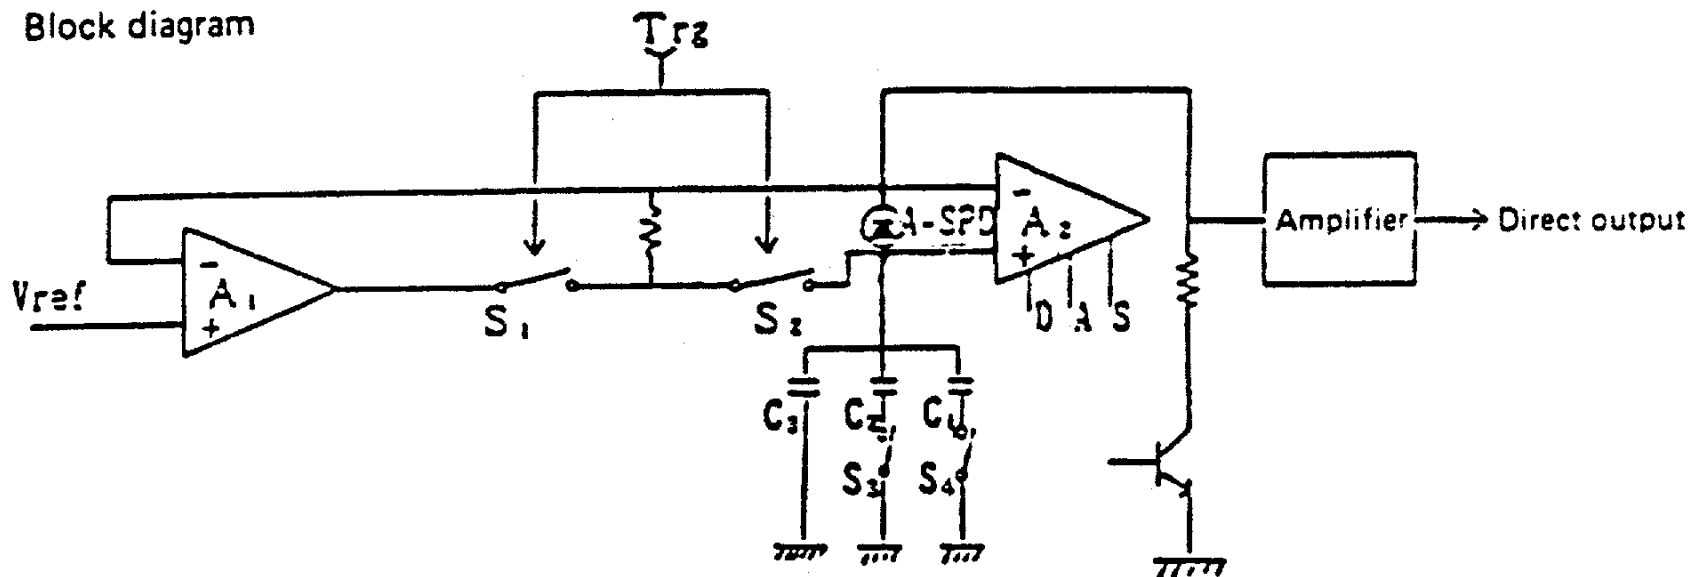 Block diagram
Trg
A-SPD
A2
Amplifier
Direct output
A1
Vref
S1
S2
D A S
C3
C2
C1
S3
S4